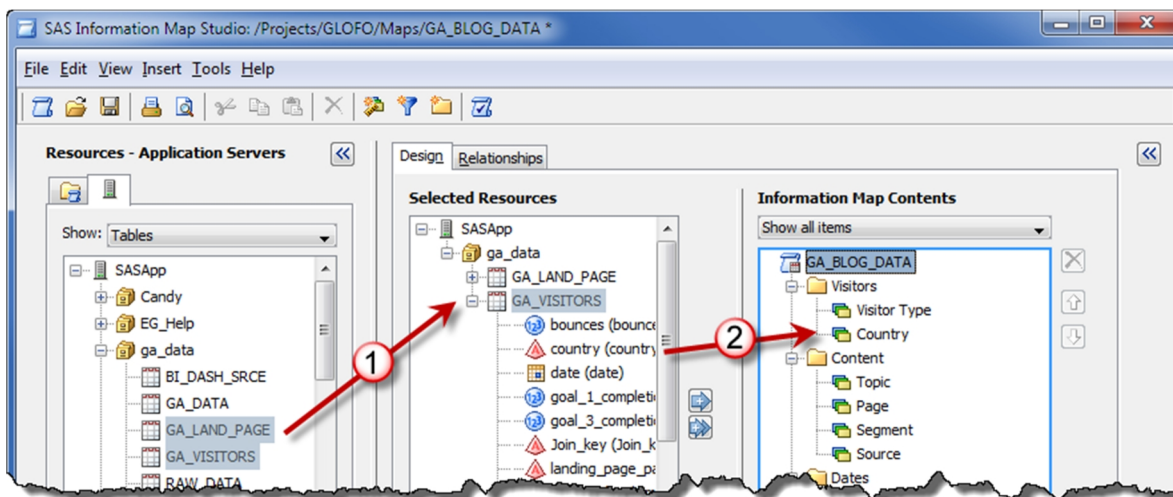 SAS Information Map Studio: /Projects/GLOFO/Maps/GA_BLOG_DATA *
File Edit View Insert Tools Help
Resources - Application Servers
Show: Tables
SASApp
Candy
EG_Help
ga_data
BI_DASH_SRCE
GA_DATA
GA_LAND_PAGE
GA_VISITORS
RAW_DATA
1
Design Relationships
Selected Resources
SASApp
ga_data
GA_LAND_PAGE
GA_VISITORS
bounces (bounce
country (country
date (date)
goal_1_completi
goal_3_completi
Join_key (Join_k
landing_page_pa
2
Information Map Contents
Show all items
GA_BLOG_DATA
Visitors
Visitor Type
Country
Content
Topic
Page
Segment
Source
Dates